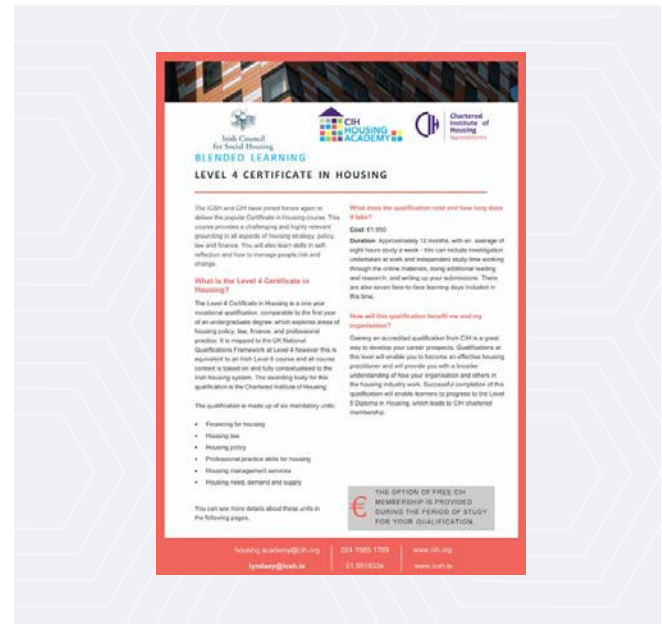 Irish Council
for Social Housing
CIH
HOUSING
ACADEMY
CIH
Chartered
Institute of
Housing
BLENDED LEARNING
LEVEL 4 CERTIFICATE IN HOUSING
The ICSH and CIH have joined forces again to
deliver the popular Certificate in Housing course. This
course provides a challenging and highly relevant
grounding in all aspects of housing strategy, policy,
law and finance. You will also learn skills in self-
reflection and how to manage people risk and
change.
What is the Level 4 Certificate in
Housing?
The Level 4 Certificate in Housing is a one year
vocational qualification, comparable to the first year
of an undergraduate degree, which explores areas of
housing policy, law, finance, and professional
practice. It is mapped to the UK National
Qualifications Framework at Level 4 however this is
equivalent to an Irish Level 6 course and all course
content is based on and fully contextualised to the
Irish housing system. The awarding body for this
qualification is the Chartered Institute of Housing.
The qualification is made up of six mandatory units:
• Financing for housing
• Housing law
• Housing policy
• Professional practice skills for housing
• Housing management services
• Housing need, demand and supply
You can see more details about these units in
the following pages.
What does the qualification cost and how long does
it take?
Cost: €1,950
Duration: Approximately 12 months, with an average of
eight hours study a week - this can include investigation
undertaken at work and independent study time working
through the online materials, doing additional reading
and research, and writing up your submissions. There
are also seven face-to-face learning days included in
this time.
How will this qualification benefit me and my
organisation?
Gaining an accredited qualification from CIH is a great
way to develop your career prospects. Qualifications at
this level will enable you to become an effective housing
practitioner and will provide you with a broader
understanding of how your organisation and others in
the housing industry work. Successful completion of this
qualification will enable learners to progress to the Level
5 Diploma in Housing, which leads to CIH chartered
membership.
€
THE OPTION OF FREE CIH
MEMBERSHIP IS PROVIDED
DURING THE PERIOD OF STUDY
FOR YOUR QUALIFICATION
housing.academy@cih.org
024 7685 1789
www.cih.org
lyndsey@icsh.ie
01 6618334
www.icsh.ie